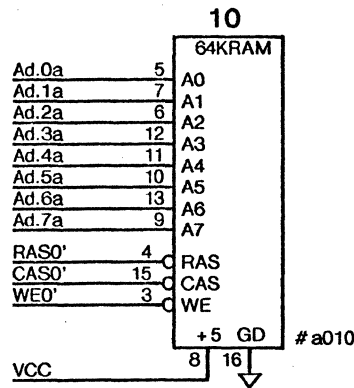 10
64KRAM
Ad.0a 5 A0
Ad.1a 7 A1
Ad.2a 6 A2
Ad.3a 12 A3
Ad.4a 11 A4
Ad.5a 10 A5
Ad.6a 13 A6
Ad.7a 9 A7
RAS0' 4 RAS
CAS0' 15 CAS
WE0' 3 WE
+5 GD #a010
VCC 8 16